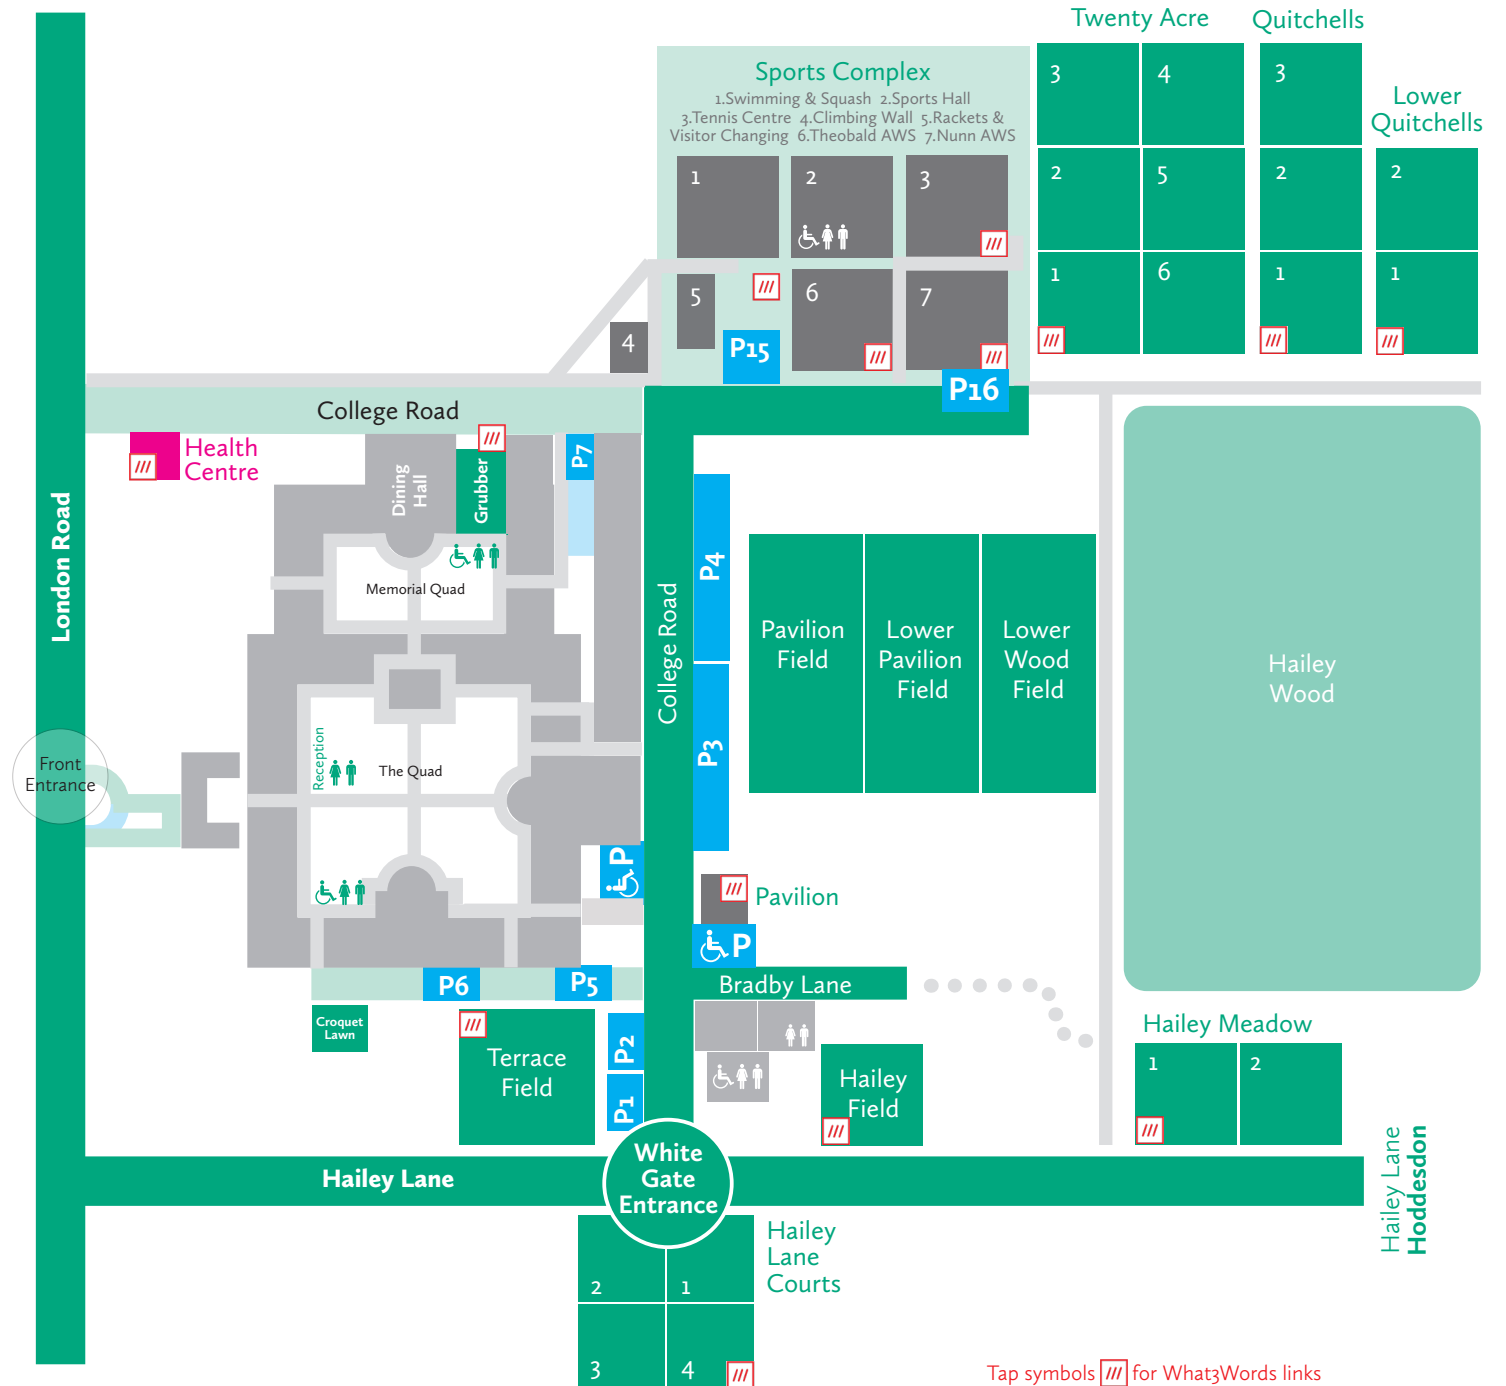 Twenty Acre
Quitchells
3
4
3
Lower
Quitchells
2
5
2
2
1
6
1
1
Sports Complex
1.Swimming & Squash 2.Sports Hall
3.Tennis Centre 4.Climbing Wall 5.Rackets &
Visitor Changing 6.Theobald AWS 7.Nunn AWS
1
2
3
5
6
7
4
P15
P16
College Road
Health
Centre
Dining
Hall
Grubber
P7
London Road
Memorial Quad
College Road
P4
P3
Pavilion
Field
Lower
Pavilion
Field
Lower
Wood
Field
Hailey
Wood
Front
Entrance
Reception
The Quad
P
Pavilion
P
P6
P5
Bradby Lane
Croquet
Lawn
Terrace
Field
P2
P1
Hailey
Field
Hailey Meadow
1
2
White
Gate
Entrance
Hailey Lane
Hailey Lane
Hoddesdon
Hailey
Lane
Courts
2
1
3
4
Tap symbols /// for What3Words links